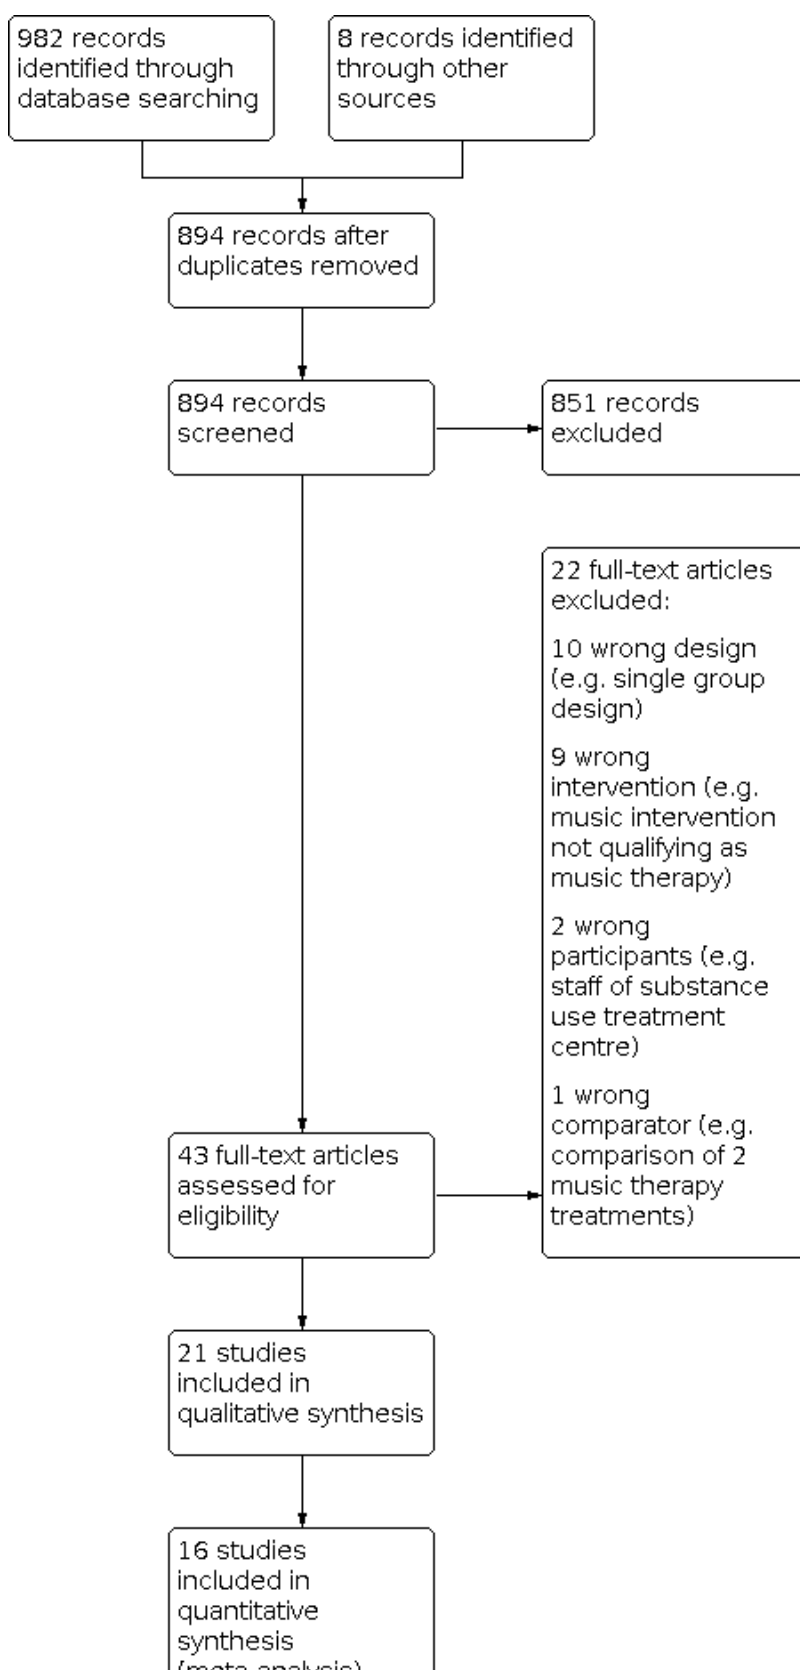 982 records
identified through
database searching
8 records identified
through other
sources
894 records after
duplicates removed
894 records
screened
851 records
excluded
22 full-text articles
excluded:
10 wrong design
(e.g. single group
design)
9 wrong
intervention (e.g.
music intervention
not qualifying as
music therapy)
2 wrong
participants (e.g.
staff of substance
use treatment
centre)
1 wrong
comparator (e.g.
comparison of 2
music therapy
treatments)
43 full-text articles
assessed for
eligibility
21 studies
included in
qualitative synthesis
16 studies
included in
quantitative
synthesis
(meta-analysis)